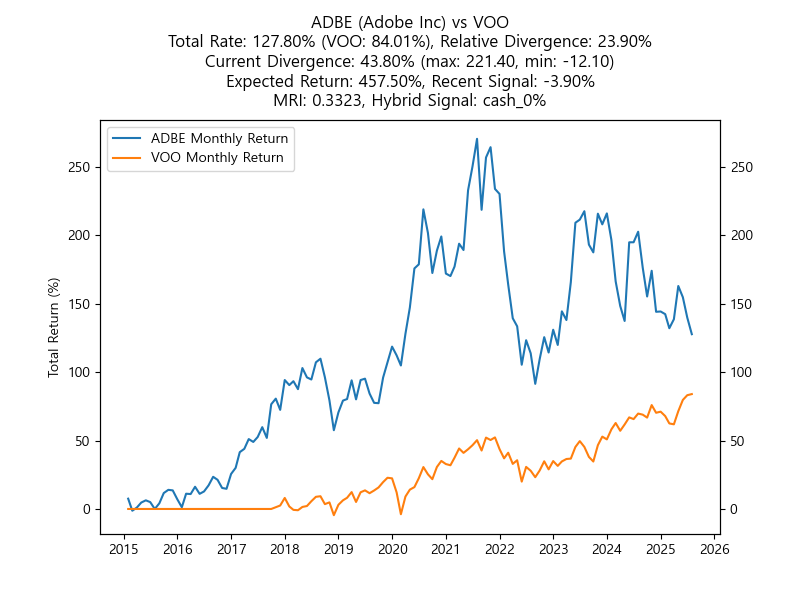 ADBE (Adobe Inc) vs VOO
Total Rate: 127.80% (VOO: 84.01%), Relative Divergence: 23.90%
Current Divergence: 43.80% (max: 221.40, min: -12.10)
Expected Return: 457.50%, Recent Signal: -3.90%
MRI: 0.3323, Hybrid Signal: cash_0%
ADBE Monthly Return
VOO Monthly Return
Total Return (%)
250
200
150
100
50
0
250
200
150
100
50
0
2015 2016 2017 2018 2019 2020 2021 2022 2023 2024 2025 2026